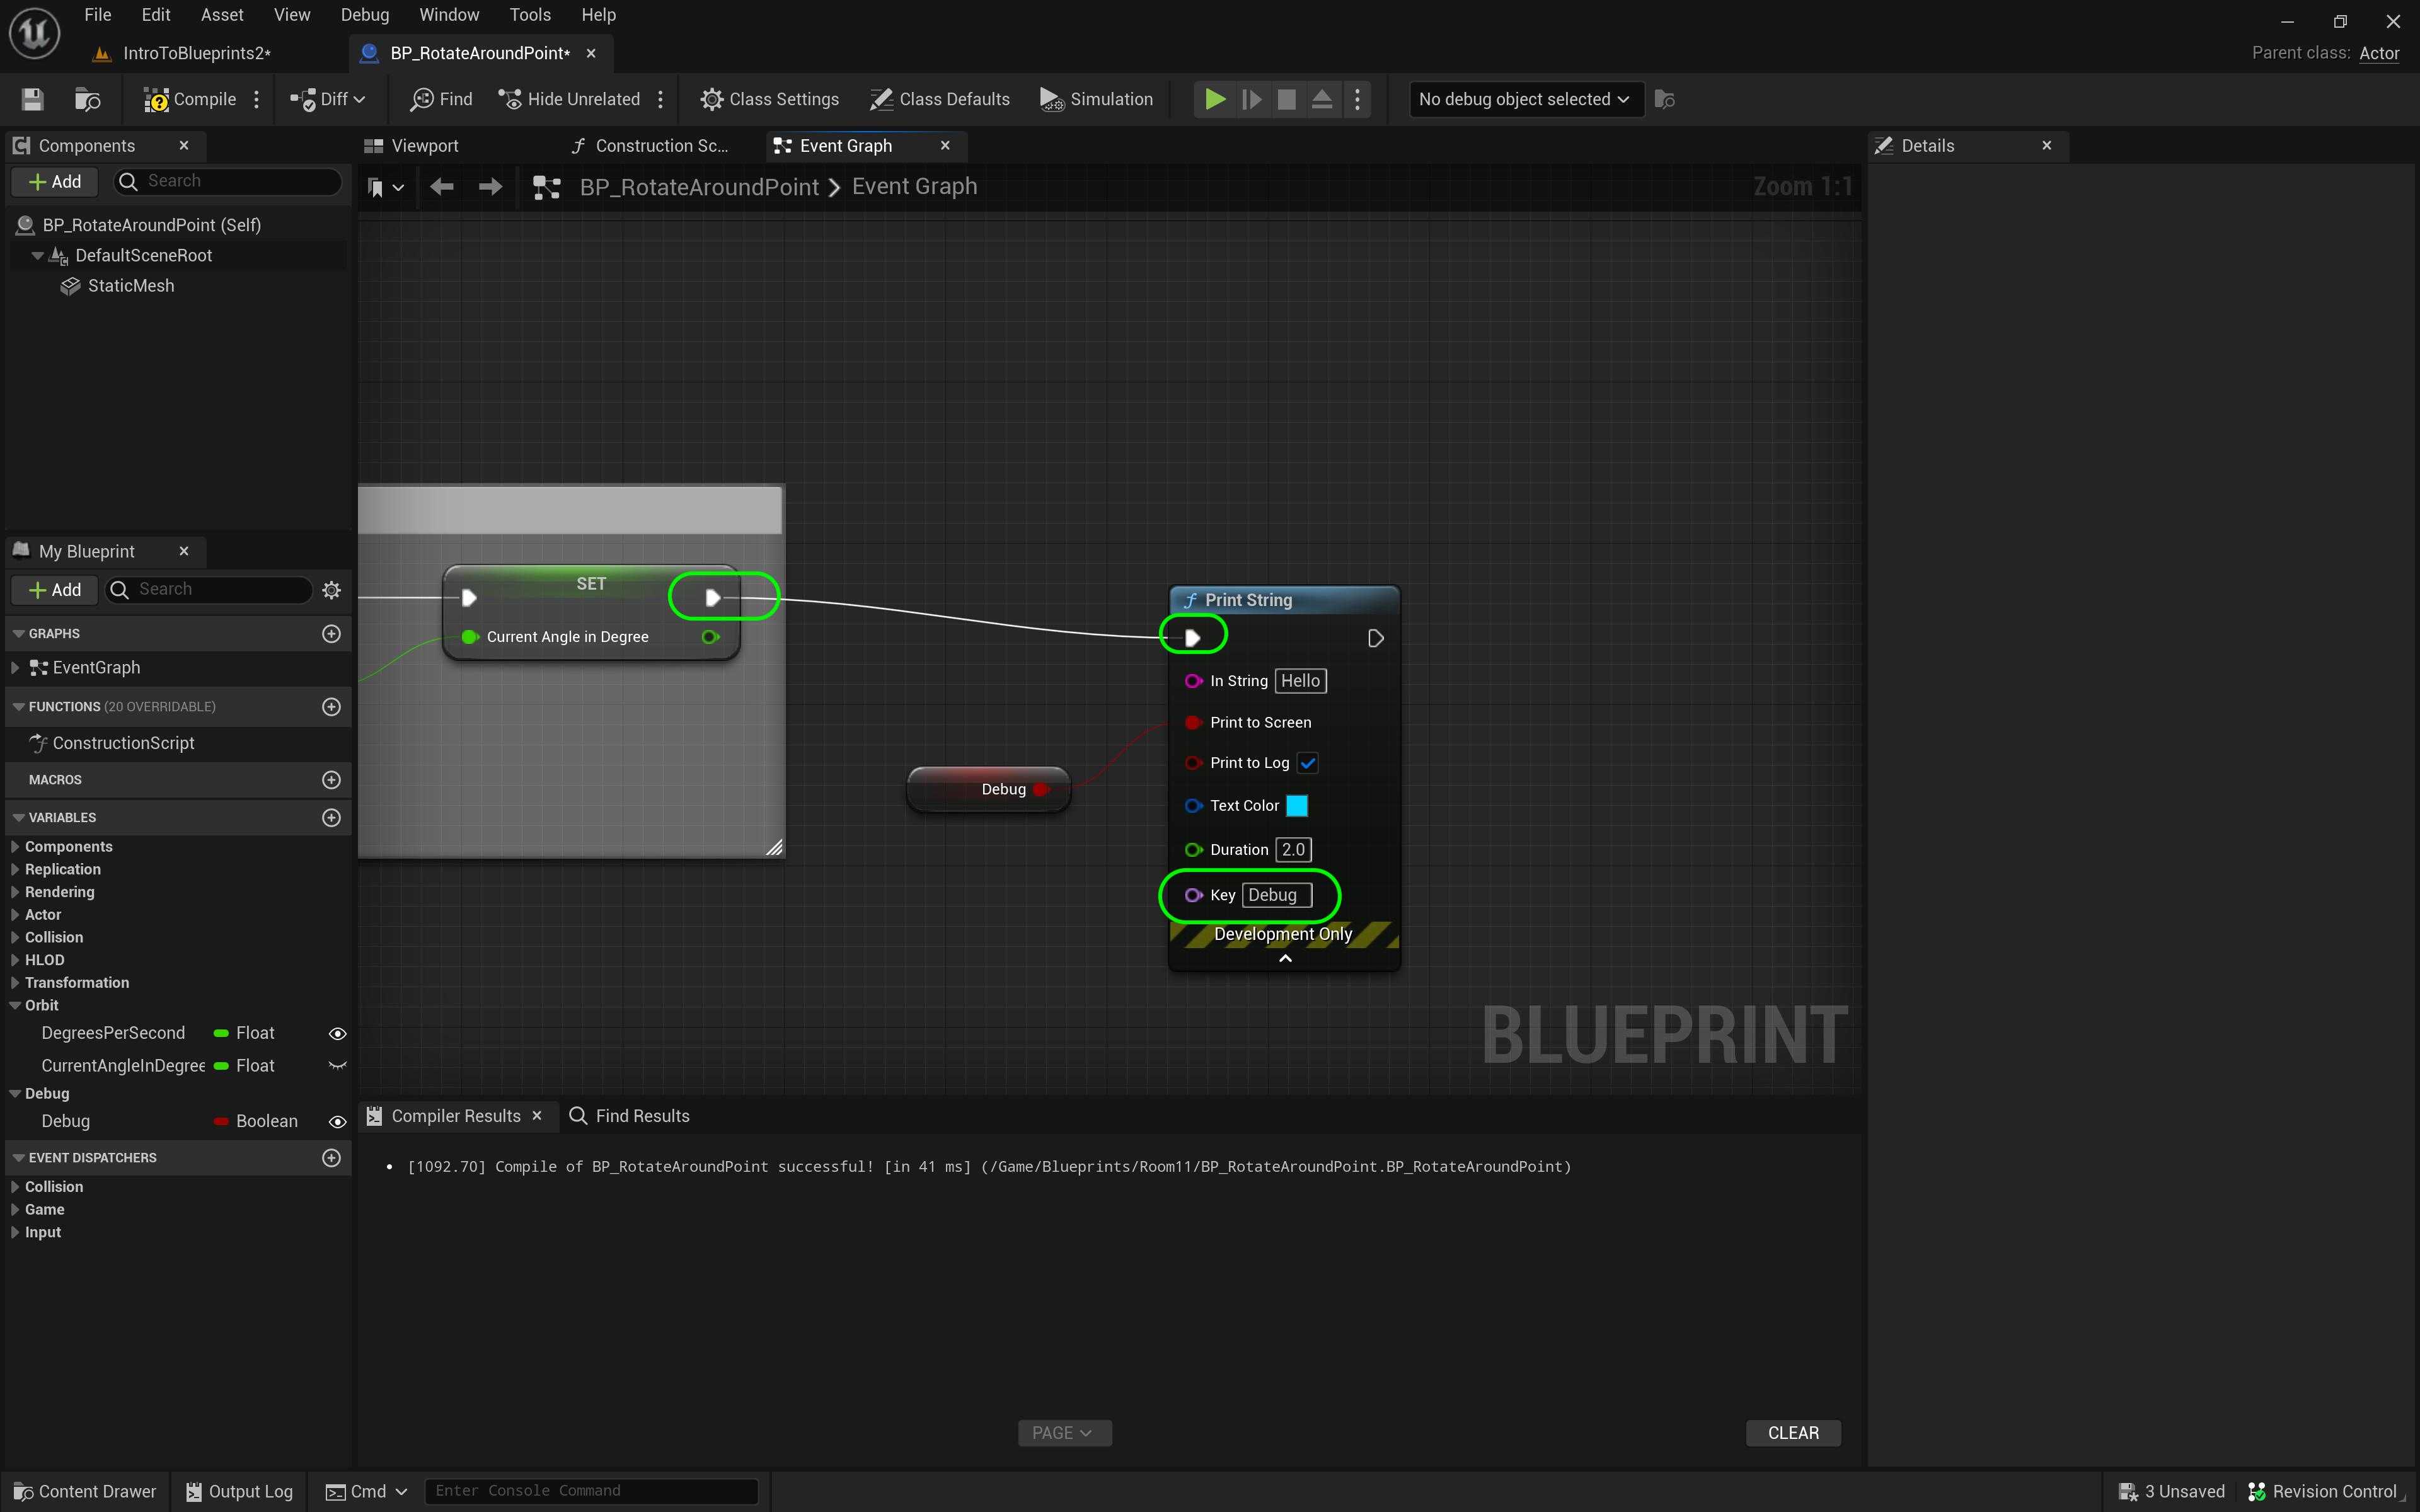 File Edit Asset View Debug Window Tools Help
IntroToBlueprints2*
BP_RotateAroundPoint*
Parent class: Actor
Compile
Diff
Find
Hide Unrelated
Class Settings
Class Defaults
Simulation
No debug object selected
Components
Add
Search
BP_RotateAroundPoint (Self)
DefaultSceneRoot
StaticMesh
My Blueprint
Add
Search
GRAPHS
EventGraph
FUNCTIONS (20 OVERRIDABLE)
ConstructionScript
MACROS
VARIABLES
Components
Replication
Rendering
Actor
Collision
HLOD
Transformation
Orbit
DegreesPerSecond Float
CurrentAngleInDegree Float
Debug
Debug Boolean
EVENT DISPATCHERS
Collision
Game
Input
Viewport
Construction Sc...
Event Graph
BP_RotateAroundPoint > Event Graph
Zoom 1:1
SET
Current Angle in Degree
Debug
Print String
In String Hello
Print to Screen
Print to Log
Text Color
Duration 2.0
Key Debug
Development Only
BLUEPRINT
Compiler Results
Find Results
• [1092.70] Compile of BP_RotateAroundPoint successful! [in 41 ms] (/Game/Blueprints/Room11/BP_RotateAroundPoint.BP_RotateAroundPoint)
PAGE
CLEAR
Details
Content Drawer
Output Log
Cmd
Enter Console Command
3 Unsaved
Revision Control